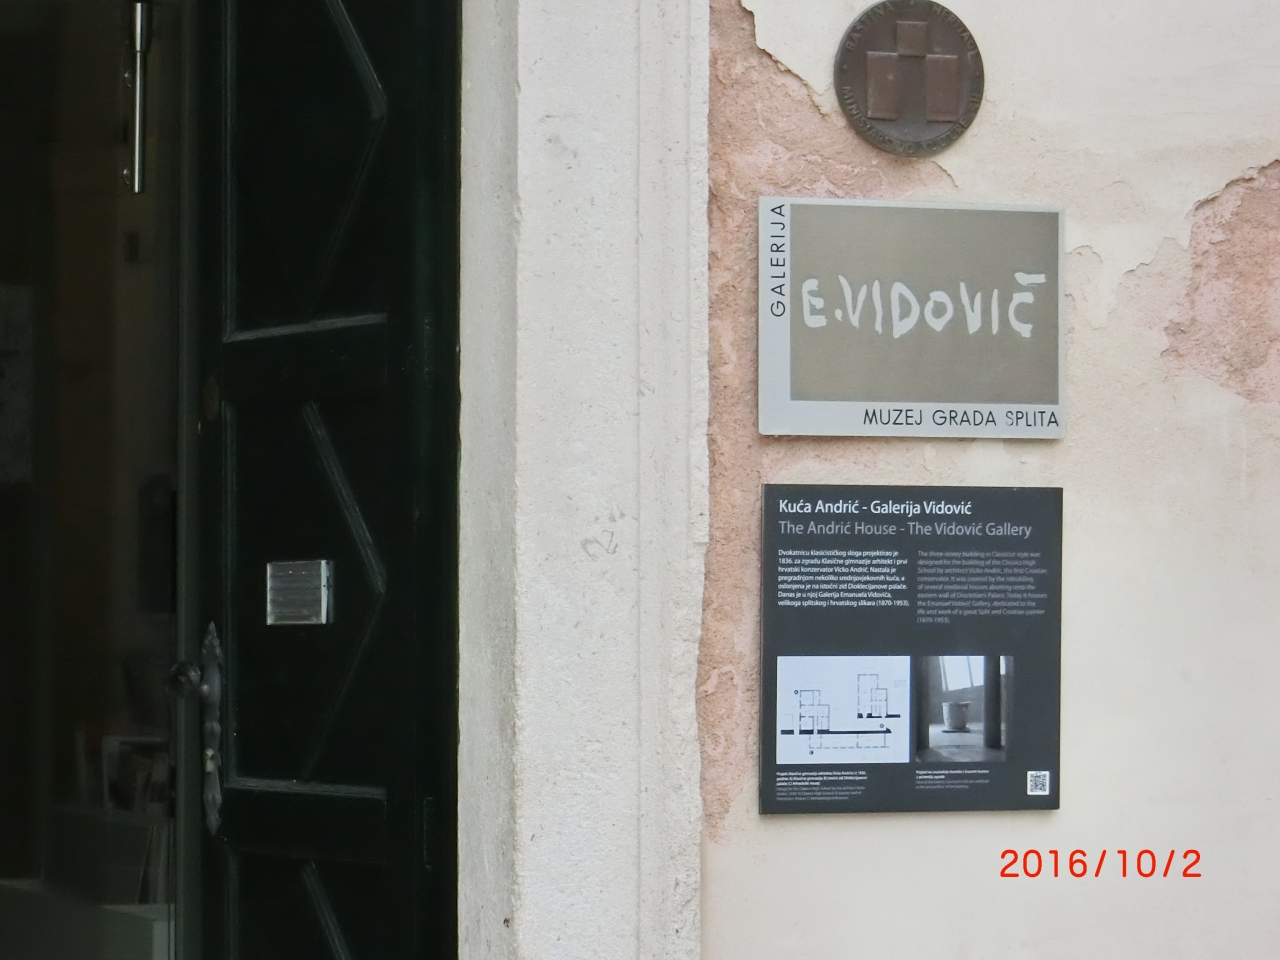 BAŠTINA · HERITAGE
GALERIJA
E. VIDOVIĆ
MUZEJ GRADA SPLITA
Kuća Andrić - Galerija Vidović
The Andrić House - The Vidović Gallery
Dvokatnicu klasicističkog sloga projektirao je
1836. za zgradu Klasične gimnazije arhitekt i prvi
hrvatski konzervator Vicko Andrić. Nastala je
pregradnjom nekoliko srednjovjekovnih kuća, a
oslonjena je na istočni zid Dioklecijanove palače.
Danas je u njoj Galerija Emanuela Vidovića,
velikoga splitskog i hrvatskog slikara (1870-1953).
The three-storey building in Classicist style was
designed for the building of the Classics High
School by architect Vicko Andrić, the first Croatian
conservator. It was created by the rebuilding
of several medieval houses abutting onto the
eastern wall of Diocletian's Palace. Today it houses
the Emanuel Vidović Gallery, dedicated to the
life and work of a great Split and Croatian painter
(1870-1953).
2016/10/2